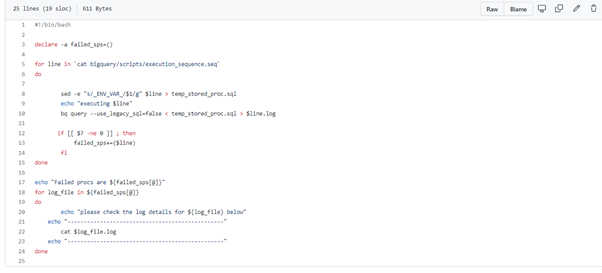 25 lines (19 sloc) 611 Bytes
Raw Blame
1 #!/bin/bash
2
3 declare -a failed_sps=()
4
5 for line in `cat bigquery/scripts/execution_sequence.seq`
6 do
7
8 sed -e "s/_ENV_VAR_/$1/g" $line > temp_stored_proc.sql
9 echo "executing $line"
10 bq query --use_legacy_sql=false < temp_stored_proc.sql > $line.log
11
12 if [[ $? -ne 0 ]] ; then
13 failed_sps+=($line)
14 fi
15 done
16
17 echo "Failed procs are ${failed_sps[@]}"
18 for log_file in ${failed_sps[@]}
19 do
20 echo "please check the log details for ${log_file} below"
21 echo "------------------------------------------------"
22 cat $log_file.log
23 echo "------------------------------------------------"
24 done
25